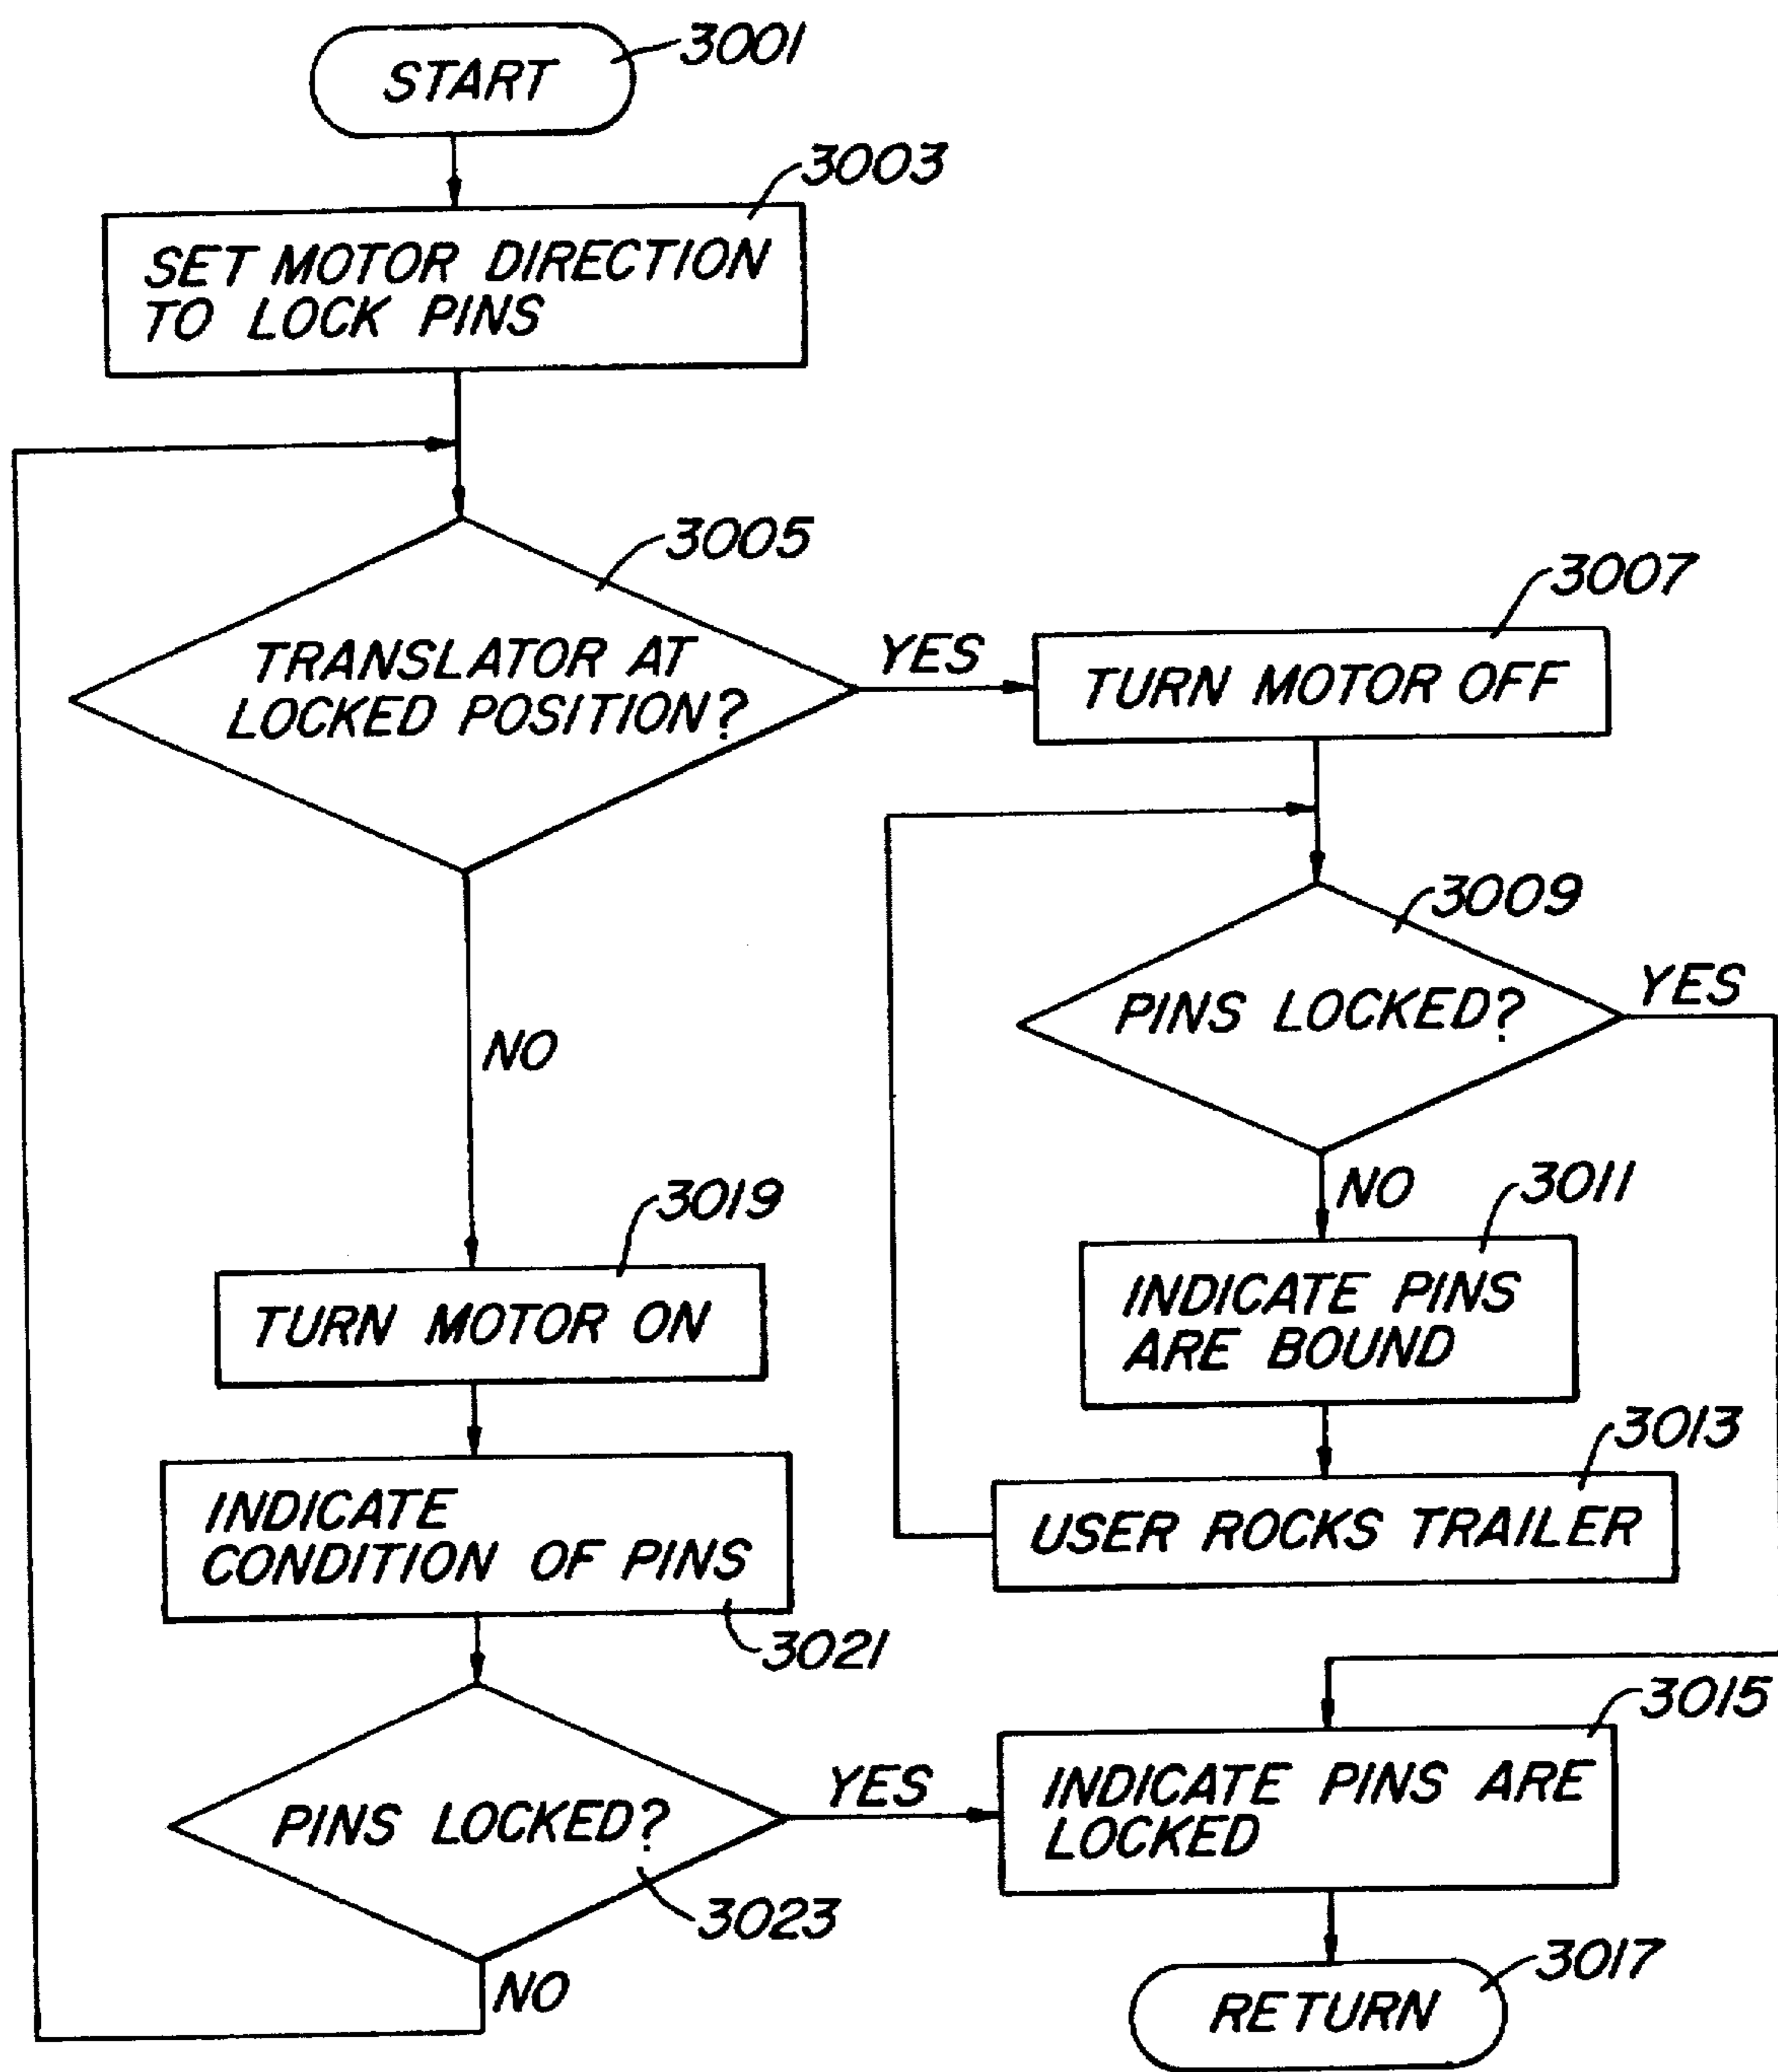 START
3001
3003
SET MOTOR DIRECTION
TO LOCK PINS
3005
TRANSLATOR AT
LOCKED POSITION?
YES
3007
TURN MOTOR OFF
3009
PINS LOCKED?
YES
NO
NO
3011
INDICATE PINS
ARE BOUND
3019
TURN MOTOR ON
3013
USER ROCKS TRAILER
INDICATE
CONDITION OF PINS
3021
3015
INDICATE PINS ARE
LOCKED
YES
PINS LOCKED?
3023
NO
3017
RETURN